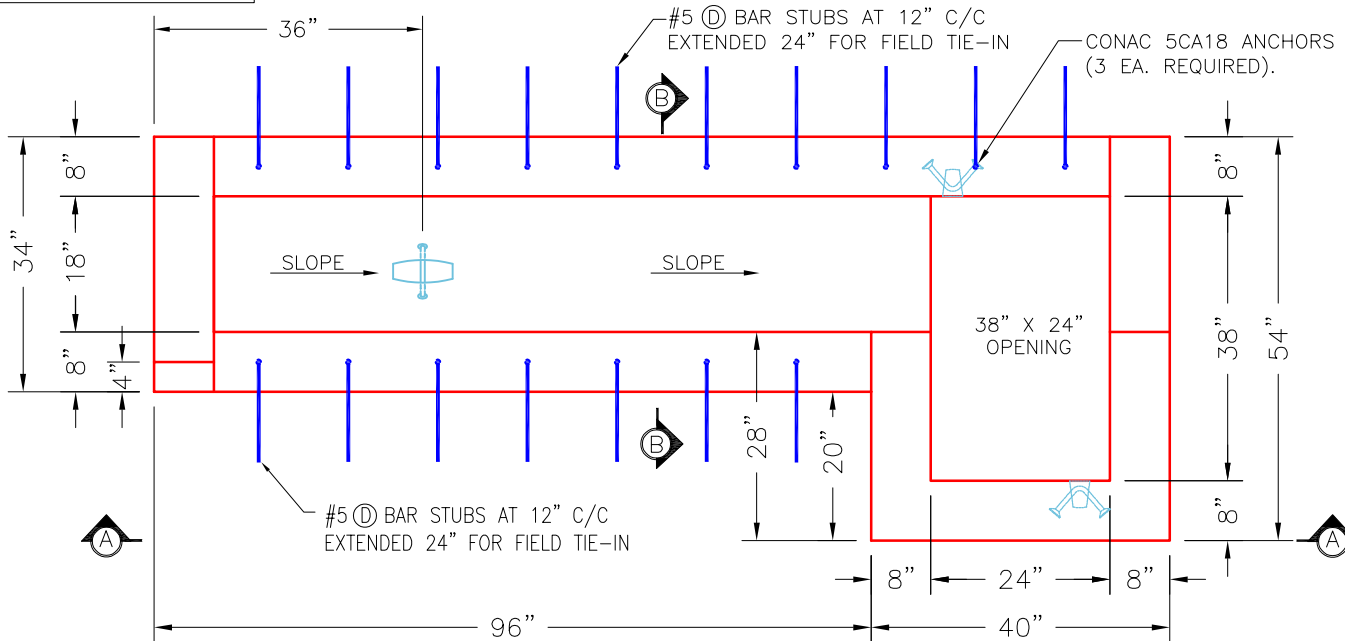 36”
#5 Ⓓ BAR STUBS AT 12” C/C
EXTENDED 24” FOR FIELD TIE–IN
CONAC 5CA18 ANCHORS
(3 EA. REQUIRED).
B
8”
8”
34”
18”
SLOPE
SLOPE
38” X 24”
OPENING
38”
54”
8”
4”
28”
20”
B
#5 Ⓓ BAR STUBS AT 12” C/C
EXTENDED 24” FOR FIELD TIE–IN
8”
A
A
8”
24”
8”
96”
40”